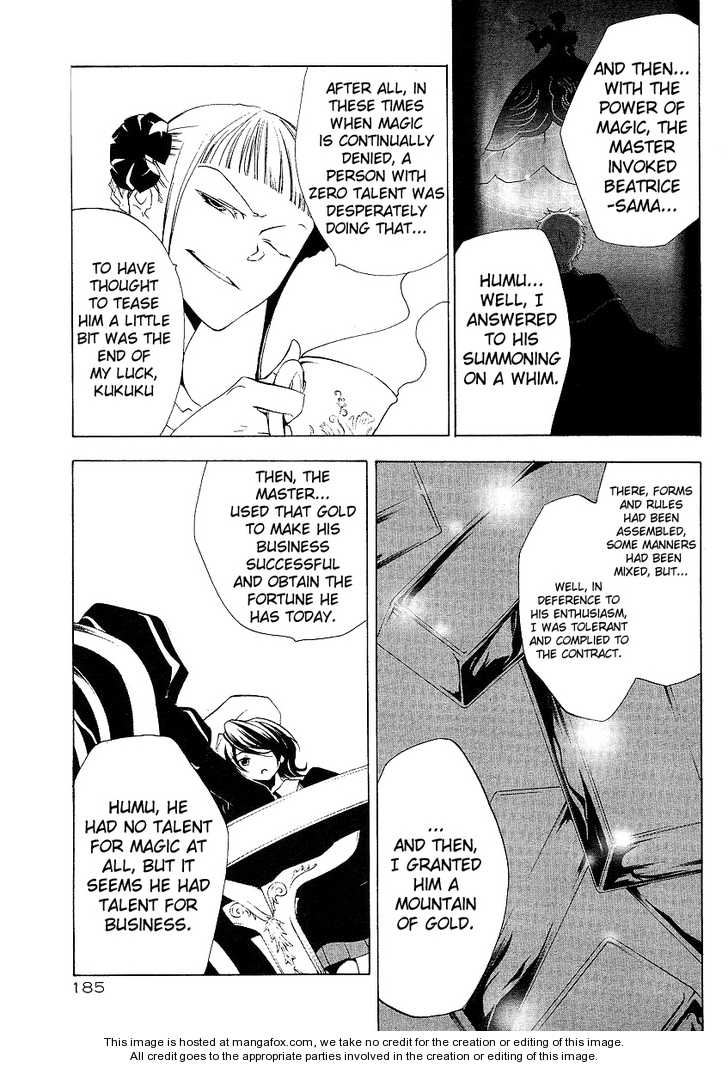 AND THEN...
WITH THE
POWER OF
MAGIC, THE
MASTER
INVOKED
BEATRICE
-SAMA...
HUMU...
WELL, I
ANSWERED
TO HIS
SUMMONING
ON A WHIM.
AFTER ALL, IN
THESE TIMES
WHEN MAGIC
IS CONTINUALLY
DENIED, A
PERSON WITH
ZERO TALENT WAS
DESPERATELY
DOING THAT...
TO HAVE
THOUGHT
TO TEASE
HIM A LITTLE
BIT WAS THE
END OF
MY LUCK,
KUKUKU
THERE, FORMS
AND RULES
HAD BEEN
ASSEMBLED,
SOME MANNERS
HAD BEEN
MIXED, BUT...
WELL, IN
DEFERENCE TO
HIS ENTHUSIASM,
I WAS TOLERANT
AND COMPLIED TO
THE CONTRACT.
...
AND THEN,
I GRANTED
HIM A
MOUNTAIN
OF GOLD.
THEN, THE
MASTER...
USED THAT GOLD
TO MAKE HIS
BUSINESS
SUCCESSFUL
AND OBTAIN THE
FORTUNE HE
HAS TODAY.
HUMU, HE
HAD NO TALENT
FOR MAGIC AT
ALL, BUT IT
SEEMS HE HAD
TALENT FOR
BUSINESS.
185
This image is hosted at mangafox.com, we take no credit for the creation or editing of this image.
All credit goes to the appropriate parties involved in the creation or editing of this image.